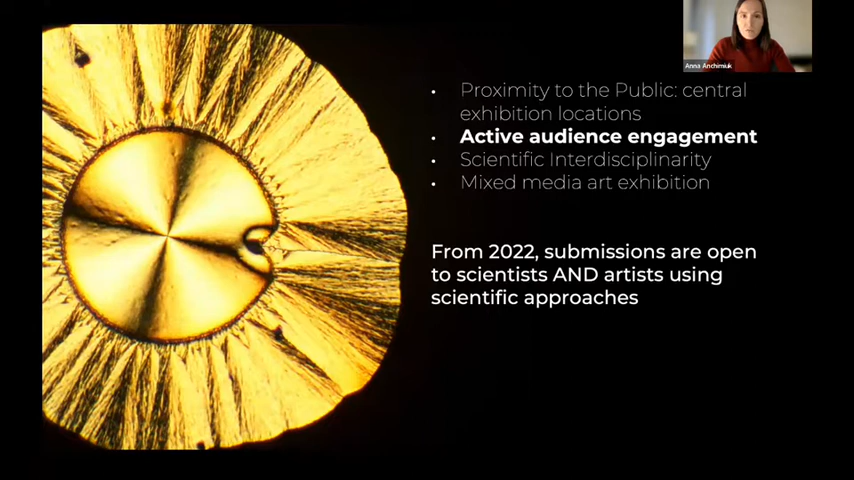 Anna Anchimiuk
• Proximity to the Public: central
exhibition locations
• Active audience engagement
• Scientific Interdisciplinarity
• Mixed media art exhibition
From 2022, submissions are open
to scientists AND artists using
scientific approaches